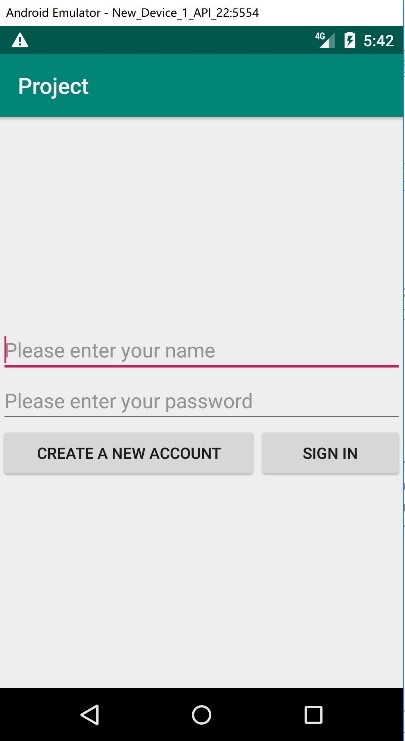 Android Emulator - New_Device_1_API_22:5554
4G 5:42
Project
Please enter your name
Please enter your password
CREATE A NEW ACCOUNT SIGN IN